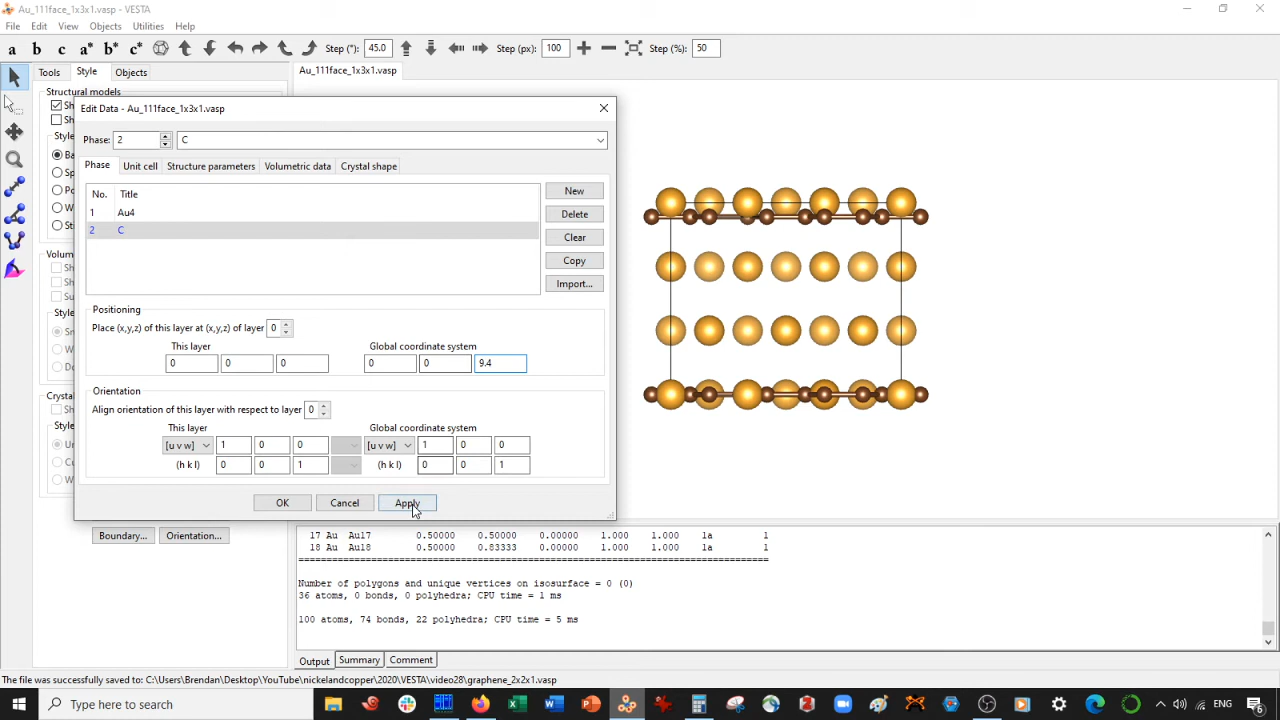 Au_111face_1x3x1.vasp - VESTA
File Edit View Objects Utilities Help
a b c a* b* c* Step (°): 45.0 Step (px): 100 Step (%): 50
Tools Style Objects
Au_111face_1x3x1.vasp
Structural models
Edit Data - Au_111face_1x3x1.vasp
Phase: 2 C
Phase Unit cell Structure parameters Volumetric data Crystal shape
No. Title
1 Au4
2 C
New
Delete
Clear
Copy
Import...
Positioning
Place (x,y,z) of this layer at (x,y,z) of layer 0
This layer Global coordinate system
0 0 0 0 0 9.4
Orientation
Align orientation of this layer with respect to layer 0
This layer Global coordinate system
[u v w] 1 0 0 [u v w] 1 0 0
(h k l) 0 0 1 (h k l) 0 0 1
OK Cancel Apply
Boundary... Orientation...
17 Au Au17 0.50000 0.50000 0.00000 1.000 1.000 1a 1
18 Au Au18 0.50000 0.83333 0.00000 1.000 1.000 1a 1
Number of polygons and unique vertices on isosurface = 0 (0)
36 atoms, 0 bonds, 0 polyhedra; CPU time = 1 ms
100 atoms, 74 bonds, 22 polyhedra; CPU time = 5 ms
Output Summary Comment
The file was successfully saved to: C:\Users\Brendan\Desktop\YouTube\nickelandcopper\2020\VESTA\video28\graphene_2x2x1.vasp
Type here to search
ENG
6